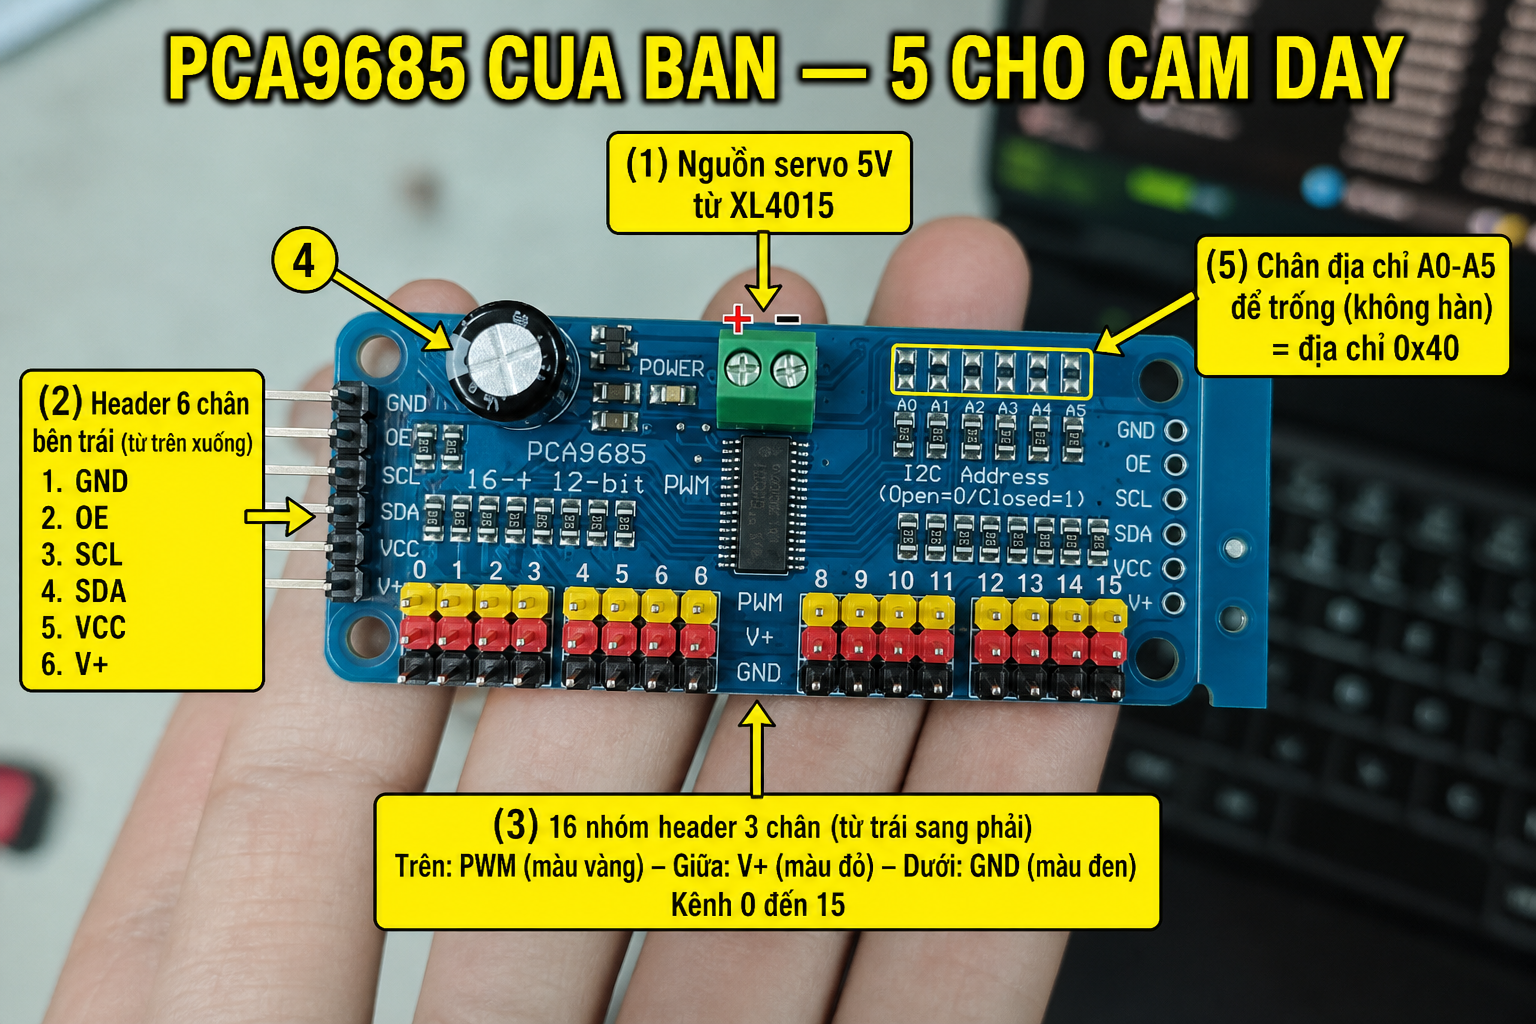 PCA9685 CUA BAN — 5 CHO CAM DAY
(1) Nguồn servo 5V
từ XL4015
4
(5) Chân địa chỉ A0-A5
để trống (không hàn)
= địa chỉ 0x40
+ -
(2) Header 6 chân
bên trái (từ trên xuống)
1. GND
2. OE
3. SCL
4. SDA
5. VCC
6. V+
POWER
GND
OE
SCL
SDA
VCC
V+
PCA9685
16-+ 12-bit PWM
A0 A1 A2 A3 A4 A5
I2C Address
(Open=0/Closed=1)
GND
OE
SCL
SDA
VCC
V+
0 1 2 3 4 5 6 6 8 9 10 11 12 13 14 15
PWM
V+
GND
(3) 16 nhóm header 3 chân (từ trái sang phải)
Trên: PWM (màu vàng) – Giữa: V+ (màu đỏ) – Dưới: GND (màu đen)
Kênh 0 đến 15